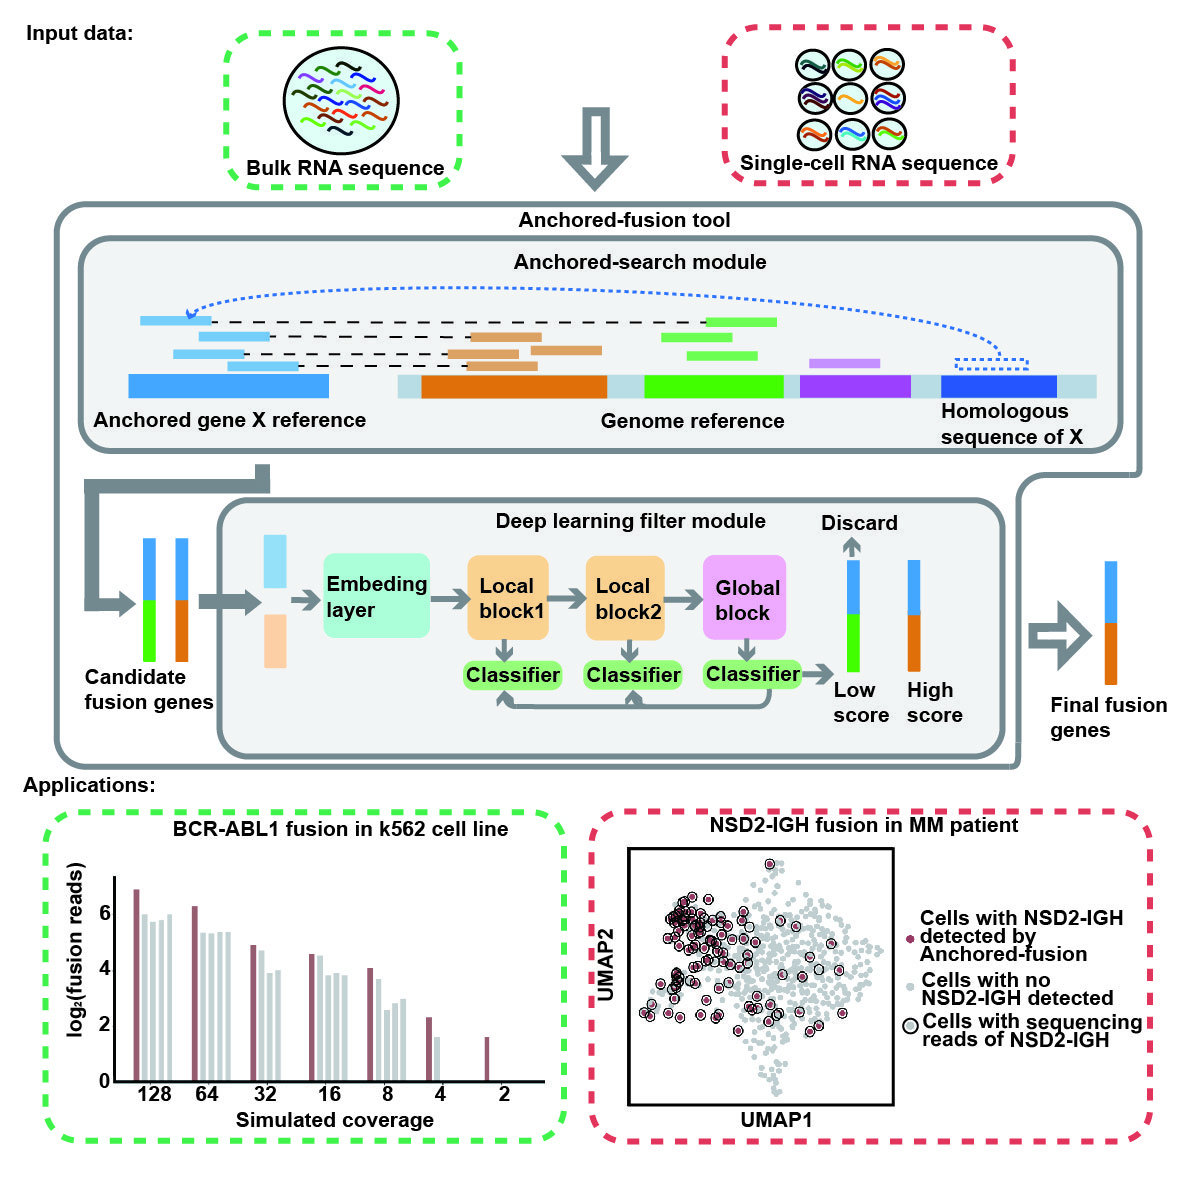 Input data:
Bulk RNA sequence
Single-cell RNA sequence
Anchored-fusion tool
Anchored-search module
Anchored gene X reference
Genome reference
Homologous
sequence of X
Deep learning filter module
Discard
Embeding
layer
Local
block1
Local
block2
Global
block
Classifier
Classifier
Classifier
Candidate
fusion genes
Low
score
High
score
Final fusion
genes
Applications:
BCR-ABL1 fusion in k562 cell line
log₂(fusion reads)
6
4
2
0
128
64
32
16
8
4
2
Simulated coverage
NSD2-IGH fusion in MM patient
UMAP2
UMAP1
Cells with NSD2-IGH
detected by
Anchored-fusion
Cells with no
NSD2-IGH detected
Cells with sequencing
reads of NSD2-IGH